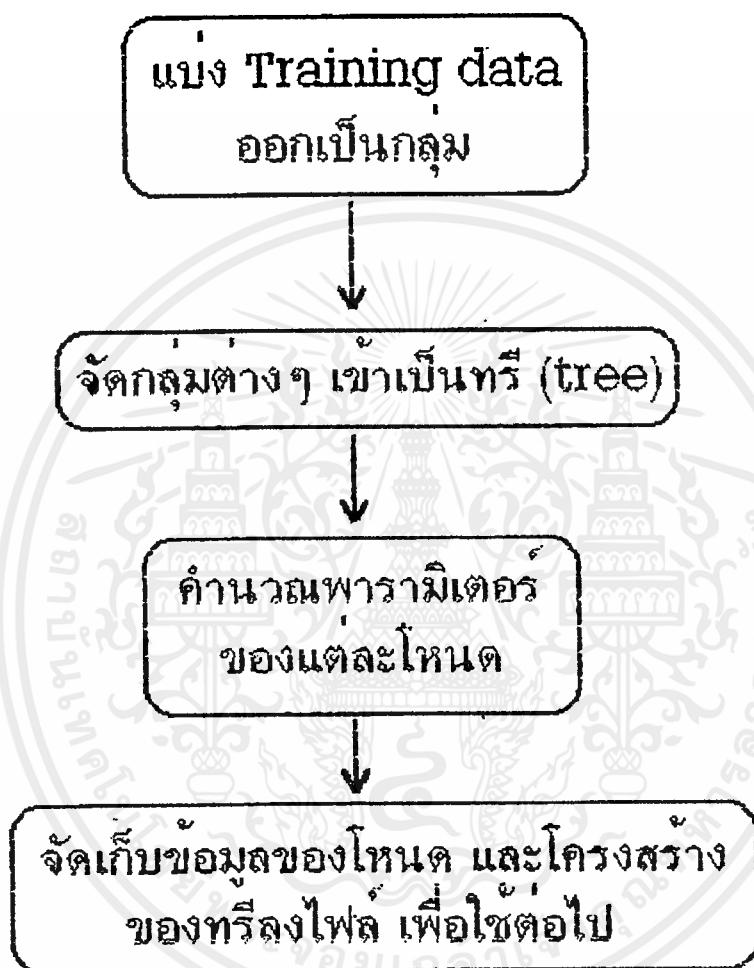 แบ่ง Training data
ออกเป็นกลุ่ม
จัดกลุ่มต่างๆ เข้าเป็นทรี (tree)
คำนวณพารามิเตอร์
ของแต่ละโหนด
จัดเก็บข้อมูลของโหนด และโครงสร้าง
ของทรีลงไฟล์ เพื่อใช้ต่อไป